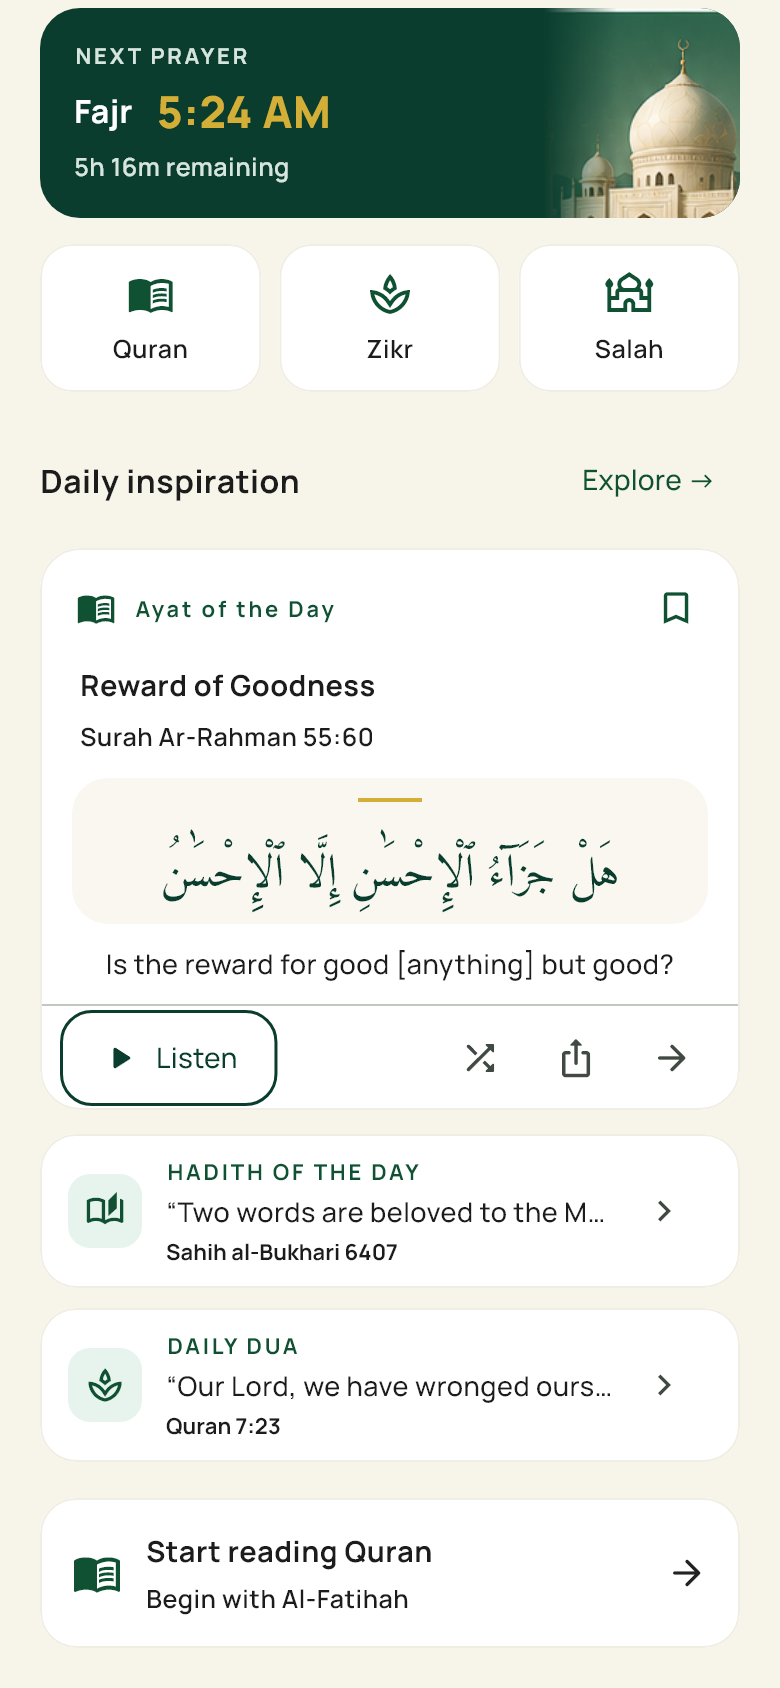 NEXT PRAYER
Fajr 5:24 AM
5h 16m remaining
Quran
Zikr
Salah
Daily inspiration
Explore →
Ayat of the Day
Reward of Goodness
Surah Ar-Rahman 55:60
هَلْ جَزَآءُ ٱلْإِحْسَٰنِ إِلَّا ٱلْإِحْسَٰنُ
Is the reward for good [anything] but good?
Listen
HADITH OF THE DAY
“Two words are beloved to the M...
Sahih al-Bukhari 6407
DAILY DUA
“Our Lord, we have wronged ours...
Quran 7:23
Start reading Quran
Begin with Al-Fatihah